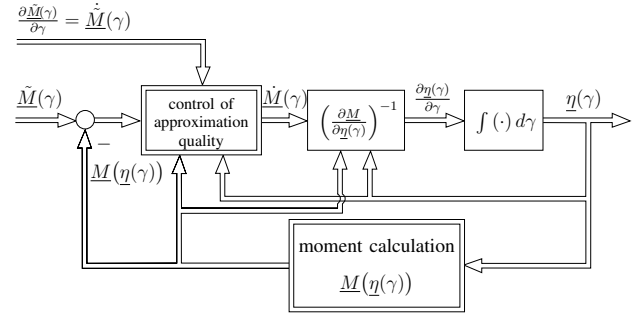 ∂M̃(γ)/∂γ = M̃̇(γ)
M̃(γ)
control of
approximation
quality
Ṁ(γ)
(∂M/∂η(γ))⁻¹
∂η(γ)/∂γ
∫(·) dγ
η(γ)
−
M(η(γ))
moment calculation
M(η(γ))